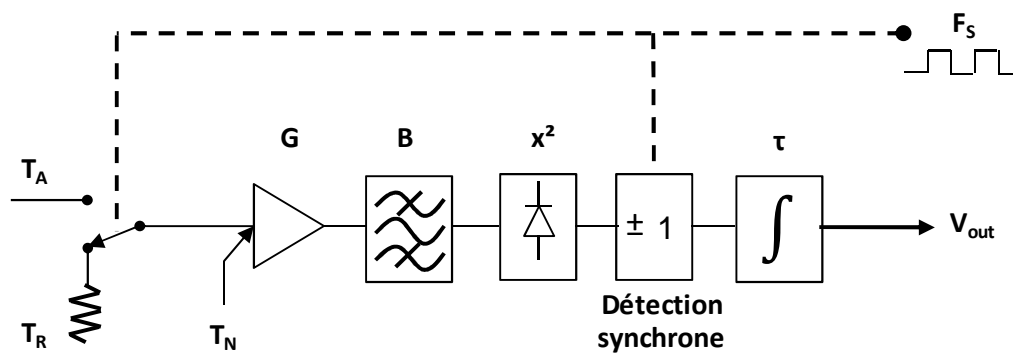 F_S
G
B
x²
τ
T_A
± 1
V_out
T_R
T_N
Détection
synchrone